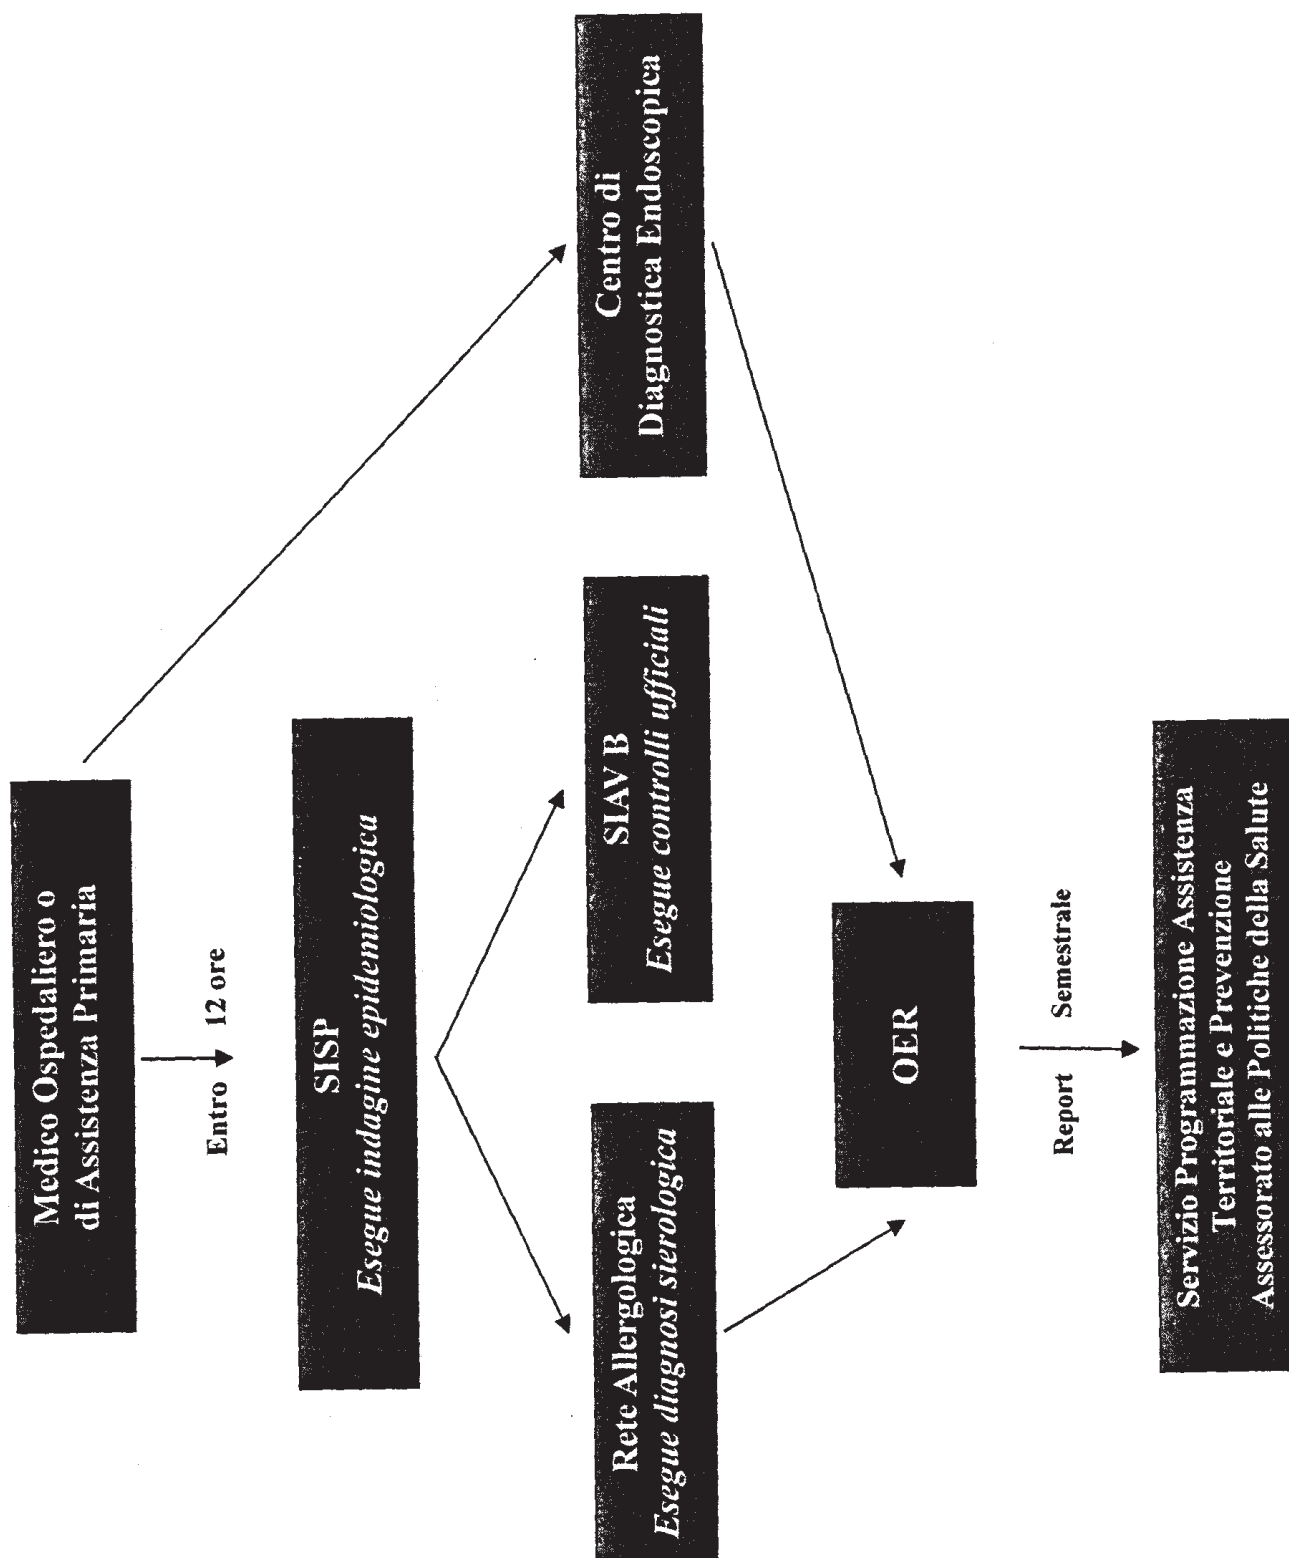 Medico Ospedaliero o
di Assistenza Primaria
Entro 12 ore
SISP
Esegue indagine epidemiologica
Rete Allergologica
Esegue diagnosi sierologica
SIAV B
Esegue controlli ufficiali
Centro di
Diagnostica Endoscopica
OER
Report Semestrale
Servizio Programmazione Assistenza
Territoriale e Prevenzione
Assessorato alle Politiche della Salute